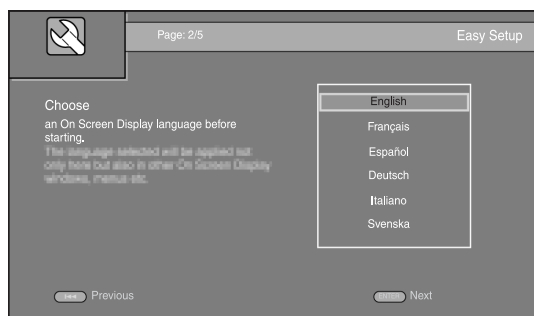 Page: 2/5
Easy Setup
Choose
an On Screen Display language before
starting.
The language selected will be applied not
only here but also in other On Screen Display
windows, menus etc.
English
Français
Español
Deutsch
Italiano
Svenska
Previous
ENTER Next